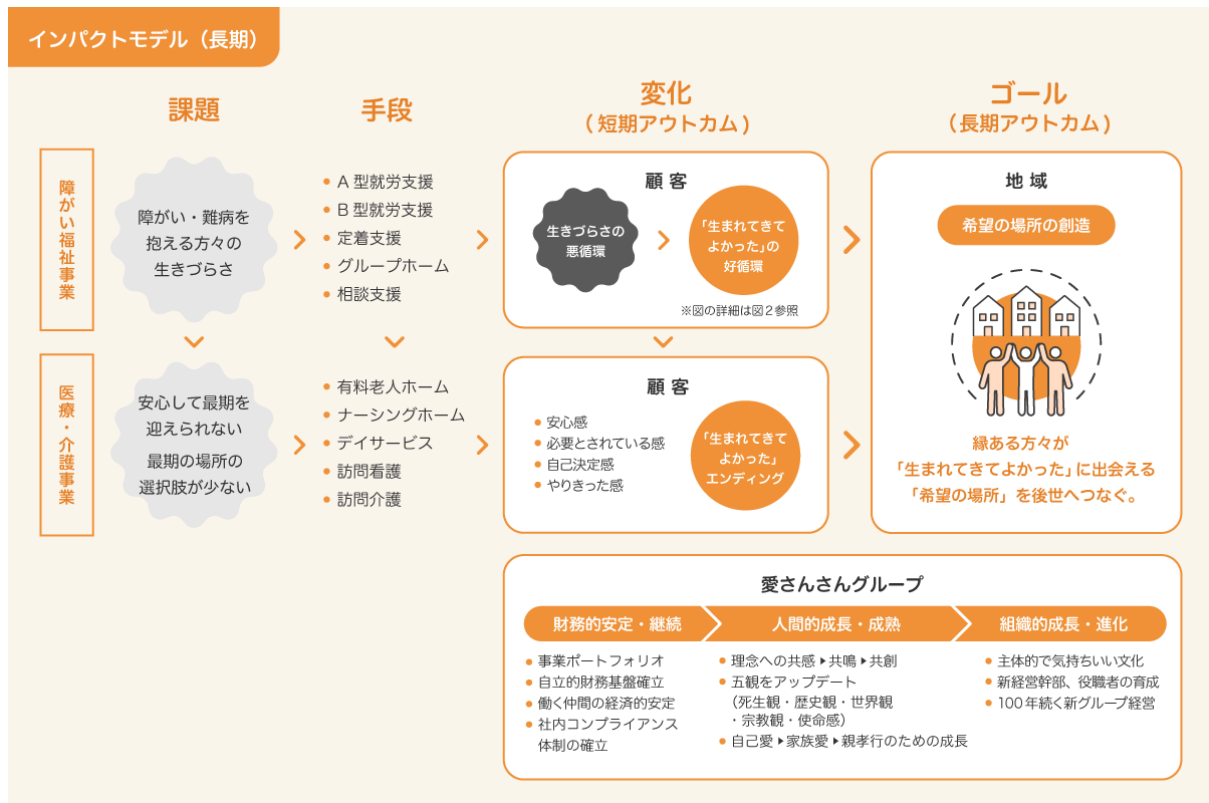 インパクトモデル（長期）
課題
手段
変化
（短期アウトカム）
ゴール
（長期アウトカム）
障がい福祉事業
障がい・難病を
抱える方々の
生きづらさ
• A 型就労支援
• B 型就労支援
• 定着支援
• グループホーム
• 相談支援
顧 客
生きづらさの
悪循環
「生まれてきて
よかった」の
好循環
※図の詳細は図２参照
医療・介護事業
安心して最期を
迎えられない
最期の場所の
選択肢が少ない
• 有料老人ホーム
• ナーシングホーム
• デイサービス
• 訪問看護
• 訪問介護
顧 客
• 安心感
• 必要とされている感
• 自己決定感
• やりきった感
「生まれてきて
よかった」
エンディング
地 域
希望の場所の創造
縁ある方々が
「生まれてきてよかった」に出会える
「希望の場所」を後世へつなぐ。
愛さんさんグループ
財務的安定・継続
• 事業ポートフォリオ
• 自立的財務基盤確立
• 働く仲間の経済的安定
• 社内コンプライアンス
体制の確立
人間的成長・成熟
• 理念への共感▶共鳴▶共創
• 五観をアップデート
（死生観・歴史観・世界観
・宗教観・使命感）
• 自己愛▶家族愛▶親孝行のための成長
組織的成長・進化
• 主体的で気持ちいい文化
• 新経営幹部、役職者の育成
• 100年続く新グループ経営